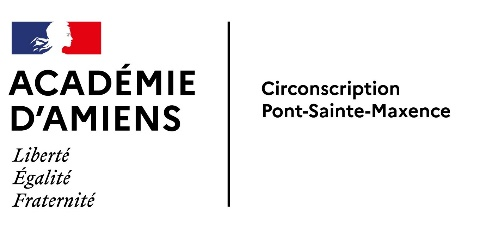 ACADÉMIE
D'AMIENS
Liberté
Égalité
Fraternité
Circonscription
Pont-Sainte-Maxence